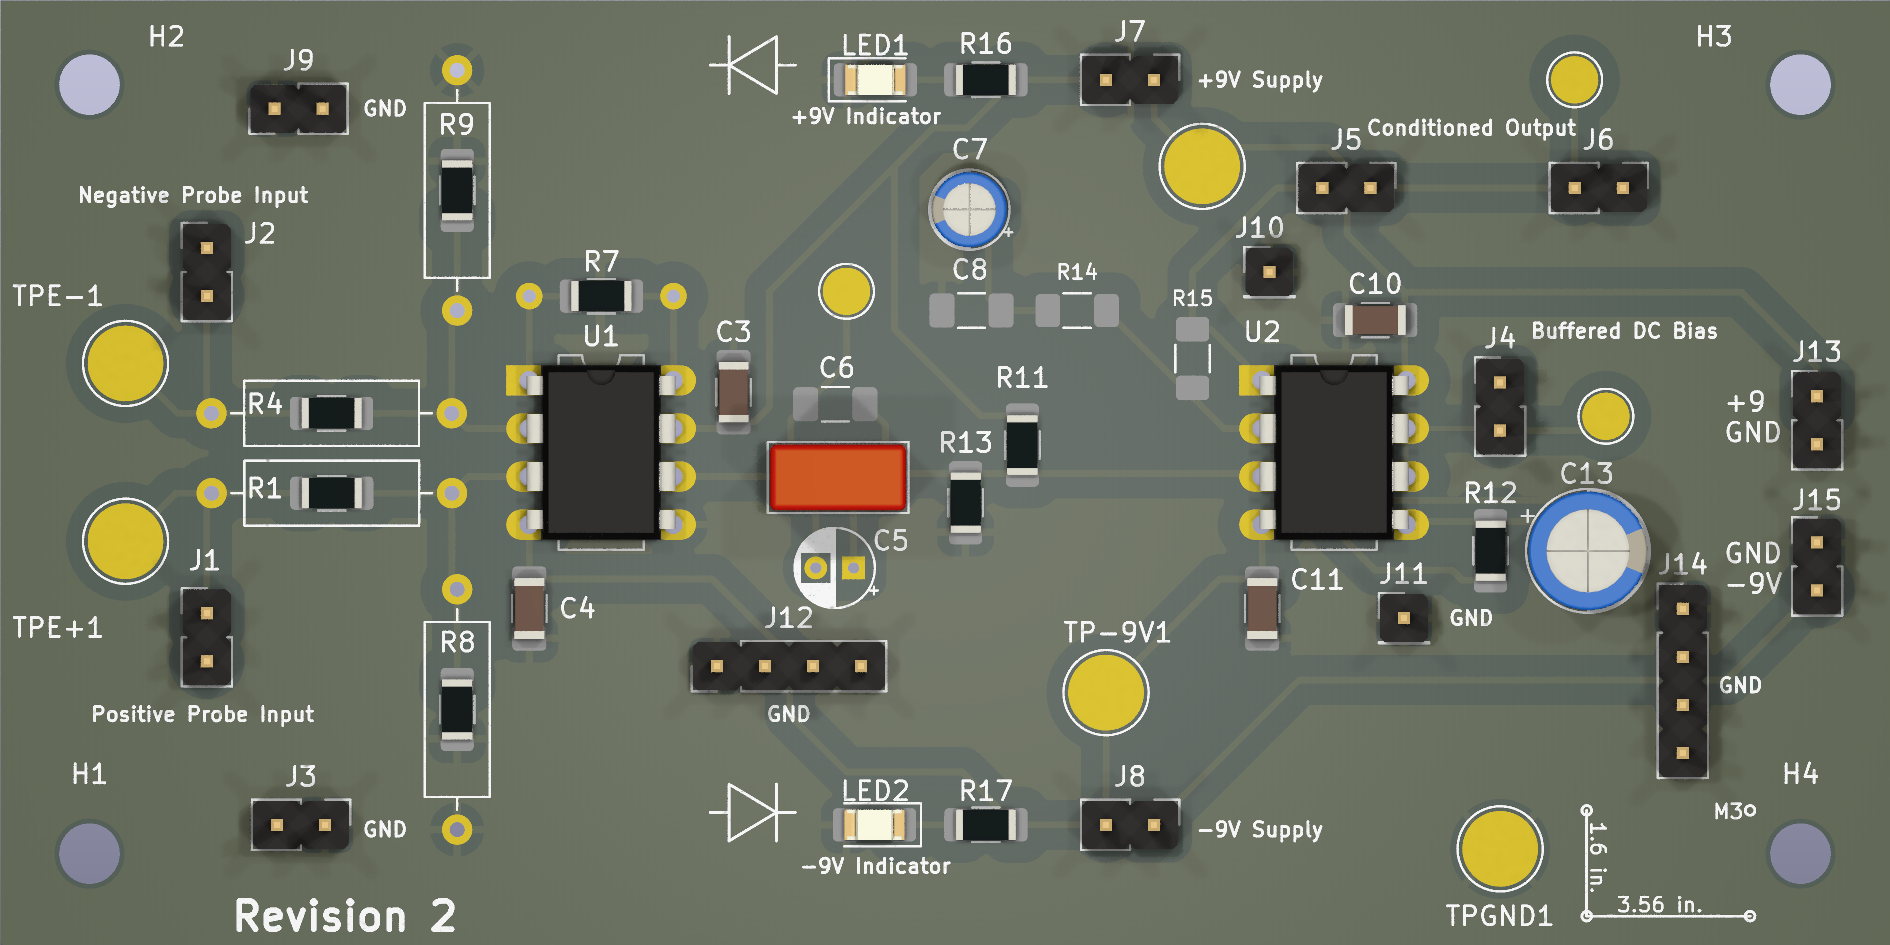 H2
J9
GND
R9
LED1
R16
J7
+9V Supply
+9V Indicator
H3
Conditioned Output
J5
J6
C7
Negative Probe Input
J2
TPE-1
J10
R7
C8
R14
R15
C10
U1
C3
U2
Buffered DC Bias
J4
J13
+9
GND
C6
R11
R4
R13
R1
C13
R12
+
J15
GND
-9V
C5
+
+
J1
TPE+1
C4
J12
GND
C11
J11
GND
J14
GND
TP-9V1
R8
Positive Probe Input
H1
J3
GND
LED2
R17
J8
-9V Supply
-9V Indicator
H4
M3
1.6 in.
3.56 in.
TPGND1
Revision 2